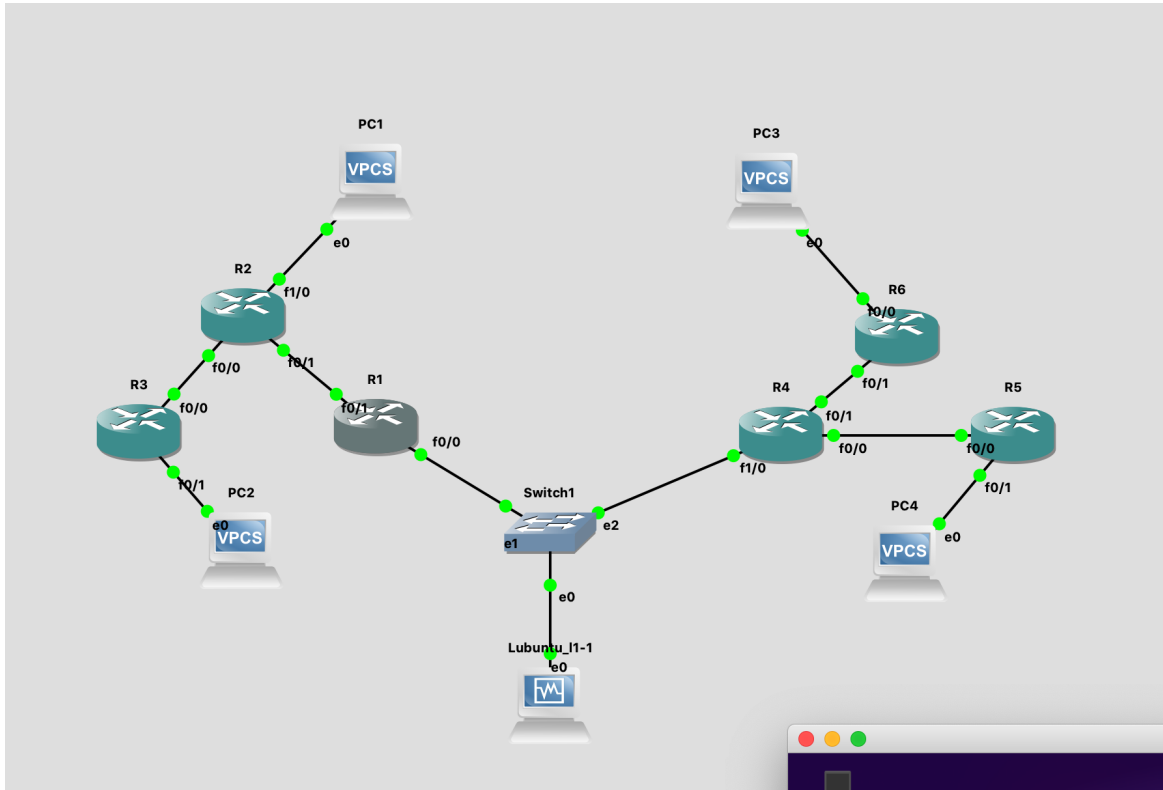 PC1
VPCS
e0
PC3
VPCS
e0
R2
f1/0
f0/0
f0/1
R6
f0/0
f0/1
R3
f0/0
f0/1
R1
f0/1
f0/0
R4
f0/1
f0/0
f1/0
R5
f0/0
f0/1
PC2
e0
VPCS
Switch1
e1
e2
e0
PC4
e0
VPCS
Lubuntu_l1-1
e0